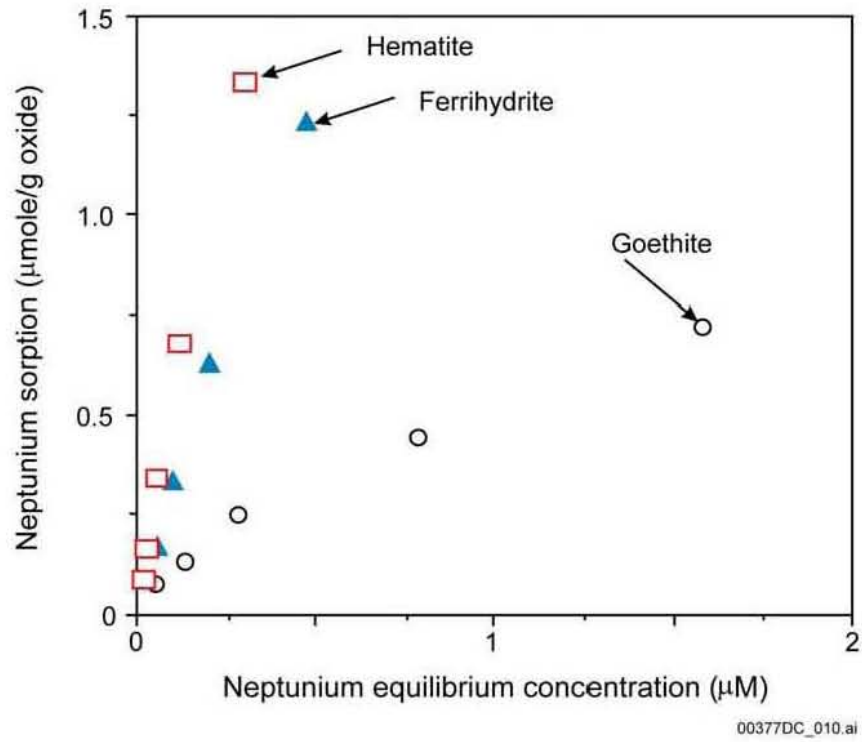 1.5
Hematite
Ferrihydrite
1.0
Goethite
0.5
0
0
1
2
Neptunium sorption (μmole/g oxide)
Neptunium equilibrium concentration (μM)
00377DC_010.ai